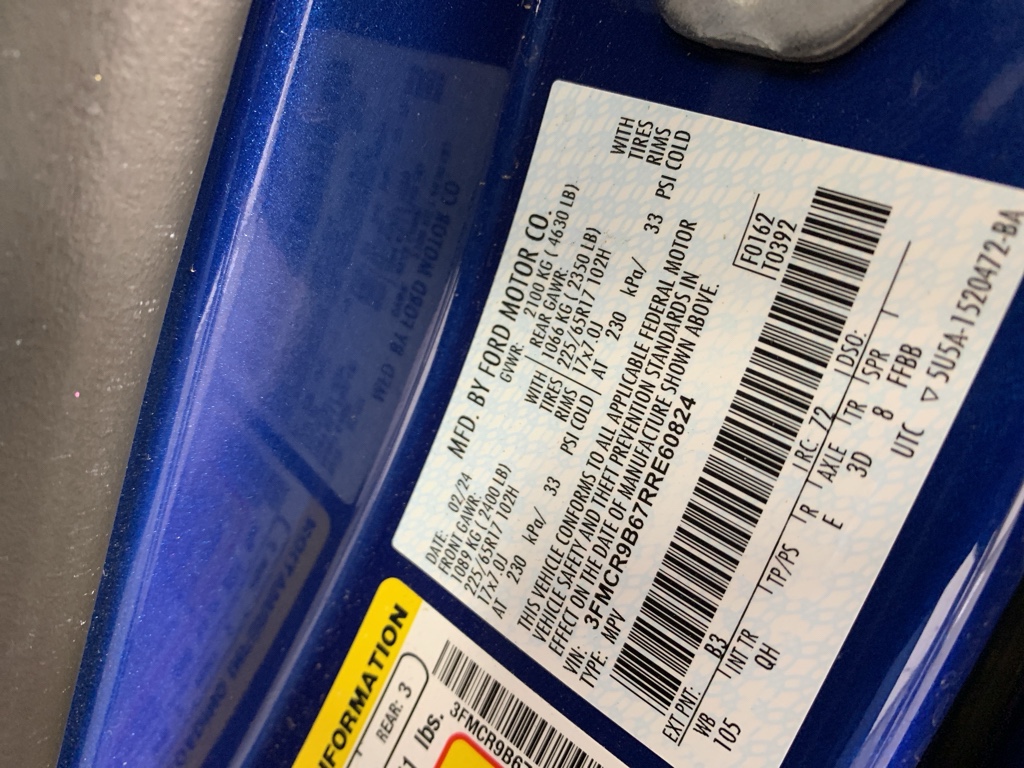 MFD. BY FORD MOTOR CO.
DATE: 02/24 GVWR: 2100 KG ( 4630 LB)
FRONT GAWR: REAR GAWR:
1089 KG ( 2400 LB) WITH 1066 KG ( 2350 LB) WITH
225/65R17 102H TIRES 225/65R17 102H TIRES
17x7.0J RIMS 17x7.0J RIMS
AT 230 kPa/ 33 PSI COLD AT 230 kPa/ 33 PSI COLD
THIS VEHICLE CONFORMS TO ALL APPLICABLE FEDERAL MOTOR
VEHICLE SAFETY AND THEFT PREVENTION STANDARDS IN
EFFECT ON THE DATE OF MANUFACTURE SHOWN ABOVE.
VIN: 3FMCR9B67RRE60824
TYPE: MPV
F0162
T0392
EXT PNT: B3 RC: 72 DSO:
WB INT TR TP/PS R AXLE TR SPR
105 QH E 3D 8 FFBB
UTC ▽ 5U5A-1520472-BA
FORMATION
REAR: 3
lbs.
3FMCR9B67